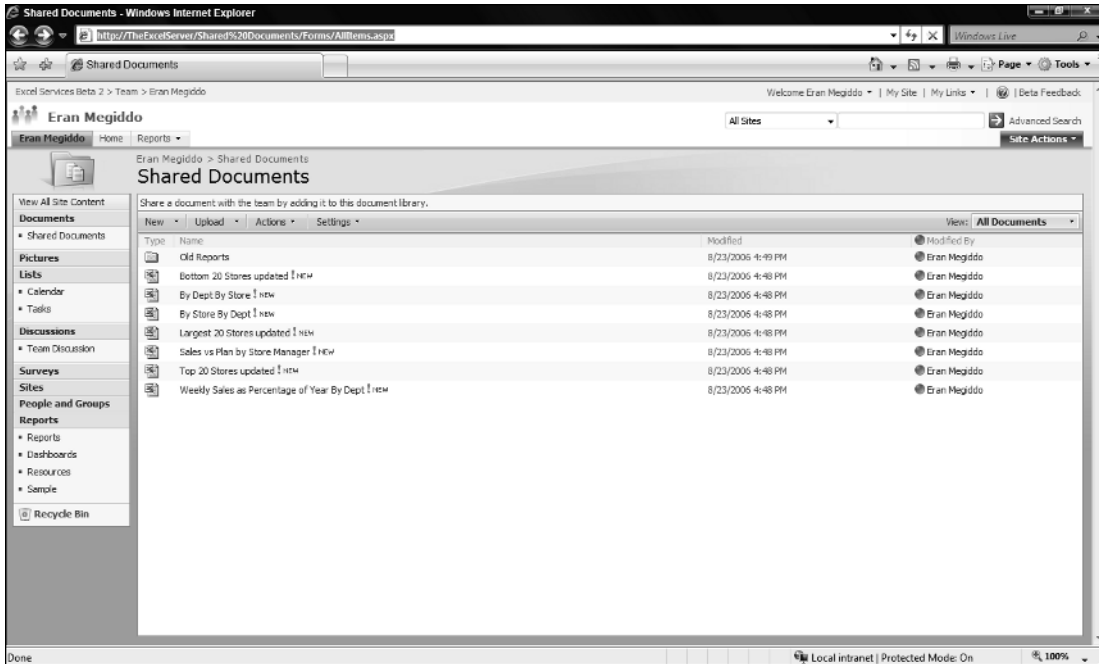 Shared Documents - Windows Internet Explorer
http://TheExcelServer/Shared%20Documents/Forms/AllItems.aspx
Windows Live
Shared Documents
Page
Tools
Excel Services Beta 2 > Team > Eran Megiddo
Welcome Eran Megiddo | My Site | My Links | Beta Feedback
Eran Megiddo
All Sites
Advanced Search
Eran Megiddo Home Reports
Site Actions
Eran Megiddo > Shared Documents
Shared Documents
View All Site Content
Share a document with the team by adding it to this document library.
Documents
New Upload Actions Settings
View: All Documents
Shared Documents
Type Name Modified Modified By
Old Reports 8/23/2006 4:49 PM Eran Megiddo
Bottom 20 Stores updated ! NEW 8/23/2006 4:48 PM Eran Megiddo
By Dept By Store ! NEW 8/23/2006 4:48 PM Eran Megiddo
By Store By Dept ! NEW 8/23/2006 4:48 PM Eran Megiddo
Largest 20 Stores updated ! NEW 8/23/2006 4:48 PM Eran Megiddo
Sales vs Plan by Store Manager ! NEW 8/23/2006 4:48 PM Eran Megiddo
Top 20 Stores updated ! NEW 8/23/2006 4:48 PM Eran Megiddo
Weekly Sales as Percentage of Year By Dept ! NEW 8/23/2006 4:48 PM Eran Megiddo
Pictures
Lists
Calendar
Tasks
Discussions
Team Discussion
Surveys
Sites
People and Groups
Reports
Reports
Dashboards
Resources
Sample
Recycle Bin
Done
Local intranet | Protected Mode: On
100%